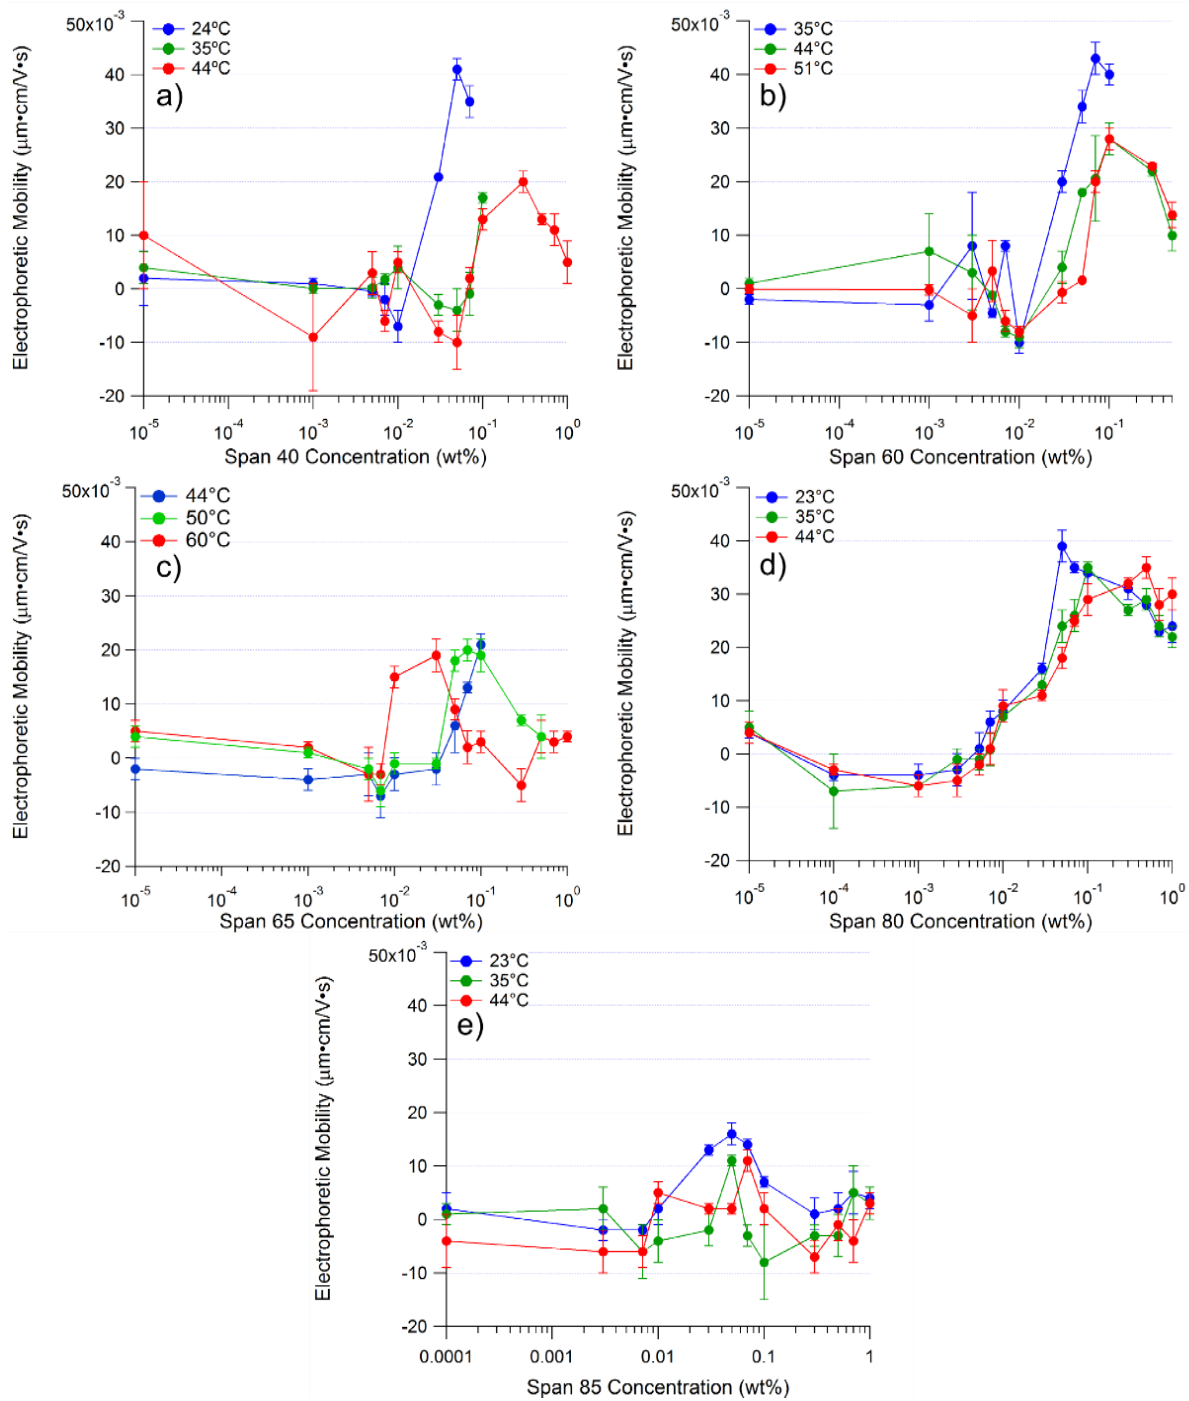 50x10⁻³
40
30
20
10
0
-10
-20
Electrophoretic Mobility (μm•cm/V•s)
24ºC
35ºC
44ºC
a)
10⁻⁵ 10⁻⁴ 10⁻³ 10⁻² 10⁻¹ 10⁰
Span 40 Concentration (wt%)
50x10⁻³
40
30
20
10
0
-10
-20
Electrophoretic Mobility (μm•cm/V•s)
35°C
44°C
51°C
b)
10⁻⁵ 10⁻⁴ 10⁻³ 10⁻² 10⁻¹
Span 60 Concentration (wt%)
50x10⁻³
40
30
20
10
0
-10
-20
Electrophoretic Mobility (μm•cm/V•s)
44°C
50°C
60°C
c)
10⁻⁵ 10⁻³ 10⁻² 10⁻¹ 10⁰
Span 65 Concentration (wt%)
50x10⁻³
40
30
20
10
0
-10
-20
Electrophoretic Mobility (μm•cm/V•s)
23°C
35°C
44°C
d)
10⁻⁵ 10⁻⁴ 10⁻³ 10⁻² 10⁻¹ 10⁰
Span 80 Concentration (wt%)
50x10⁻³
40
30
20
10
0
-10
-20
Electrophoretic Mobility (μm•cm/V•s)
23°C
35°C
44°C
e)
0.0001 0.001 0.01 0.1 1
Span 85 Concentration (wt%)